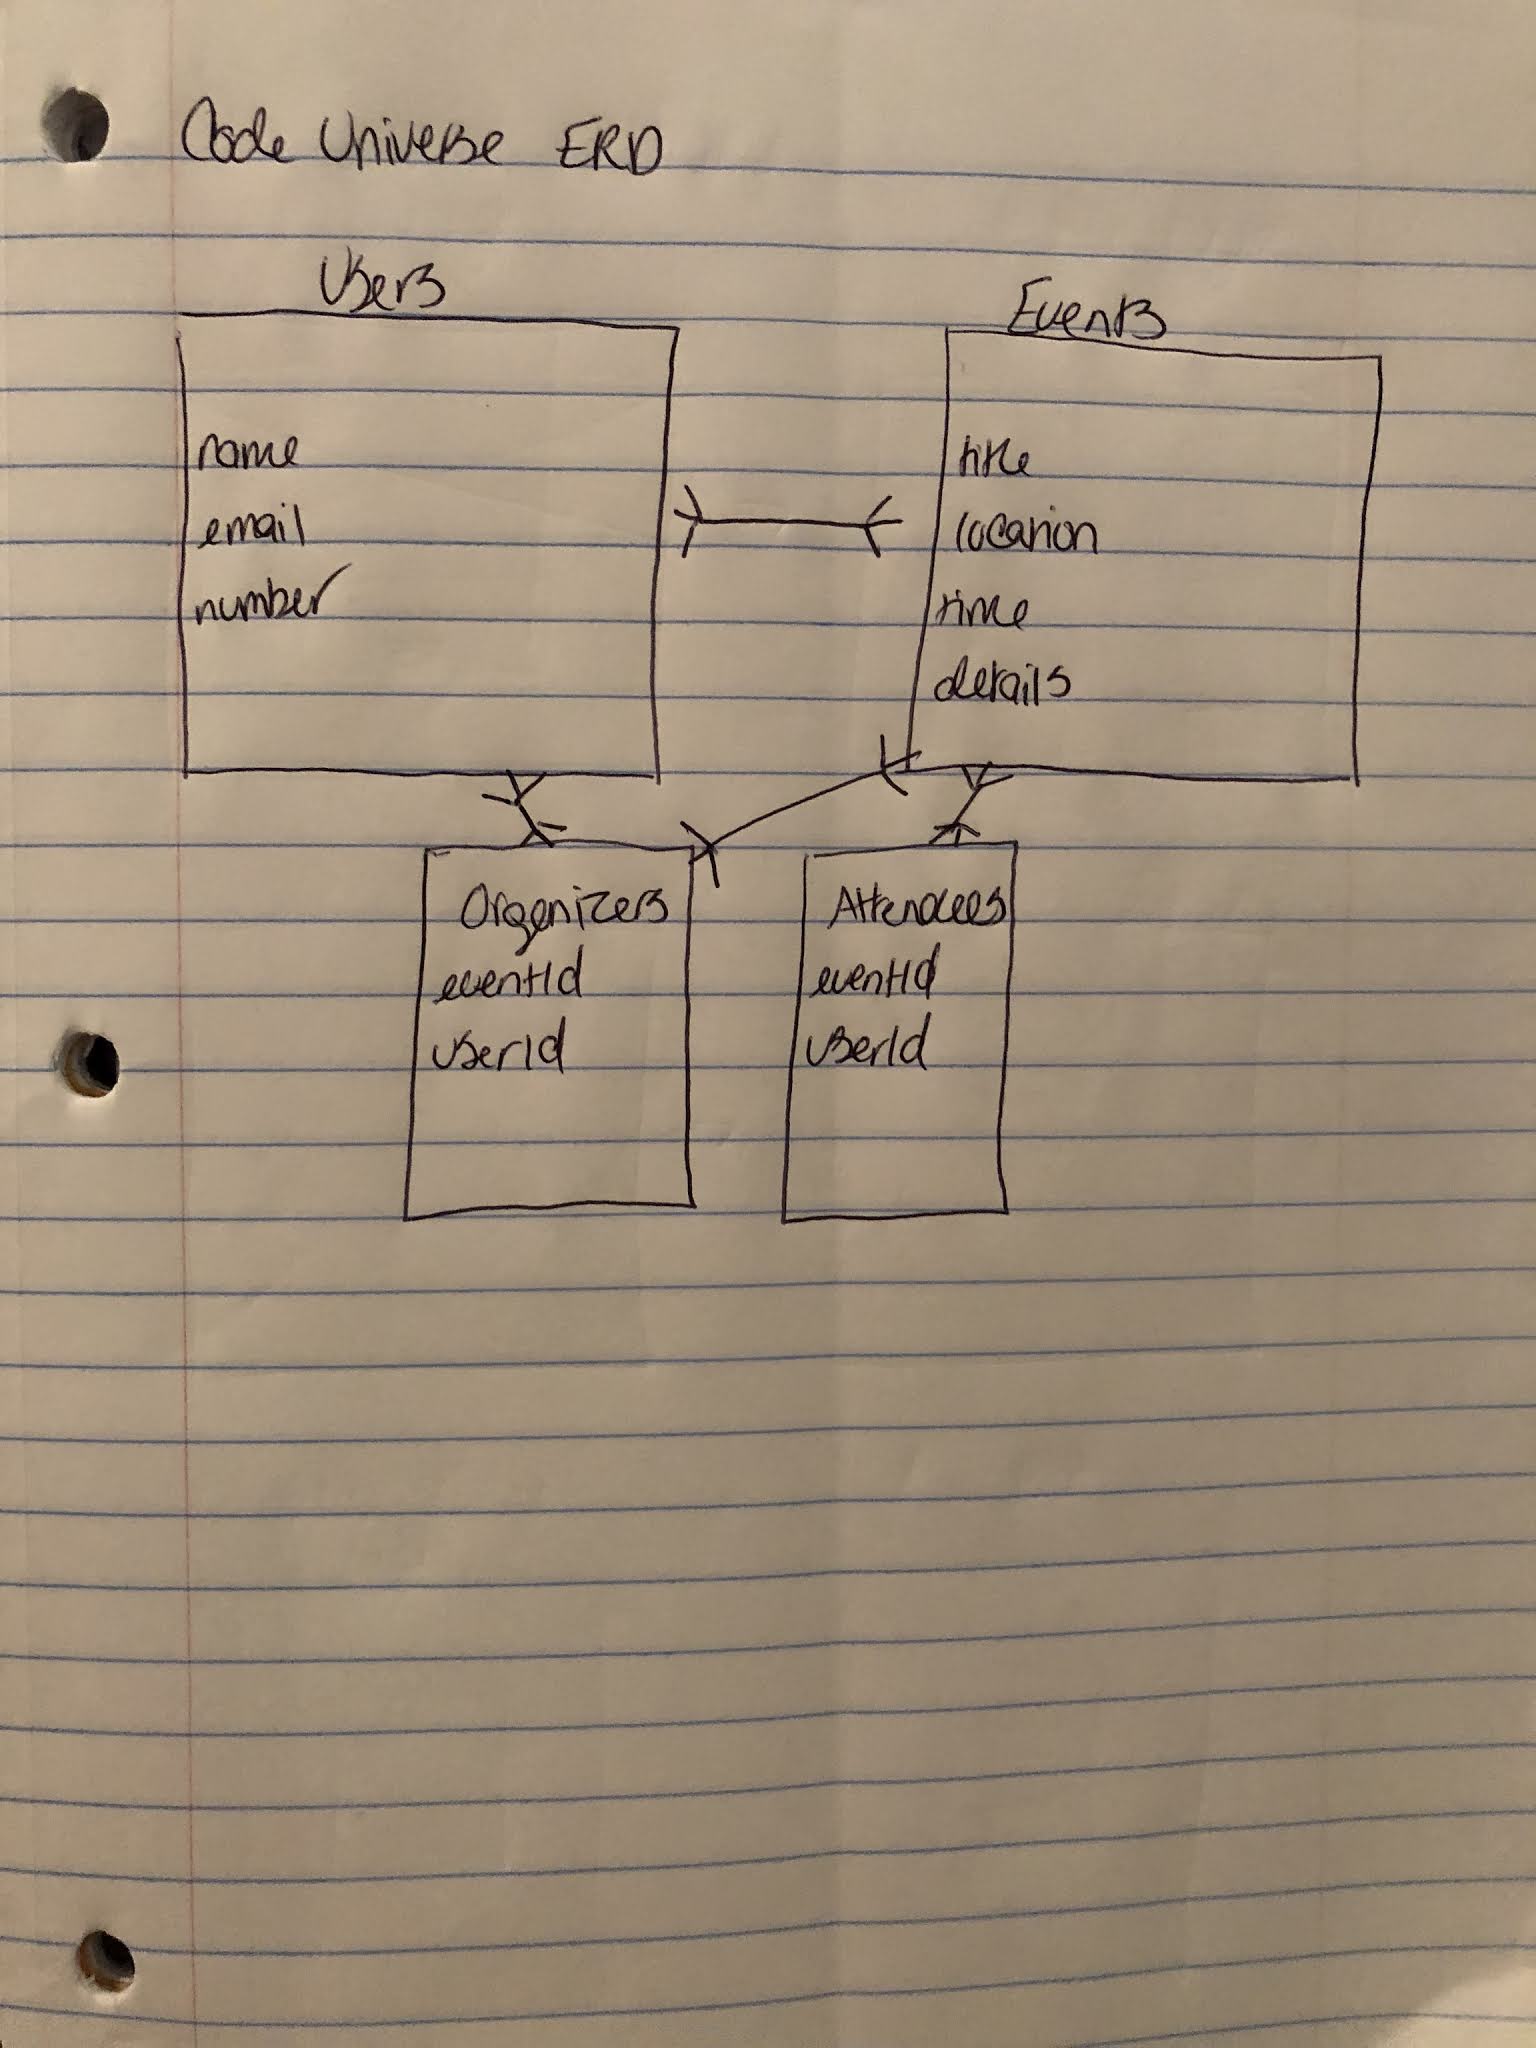 Code Universe ERD
Users
name
email
number
Events
title
location
time
details
Organizers
eventId
userId
Attendees
eventId
userId